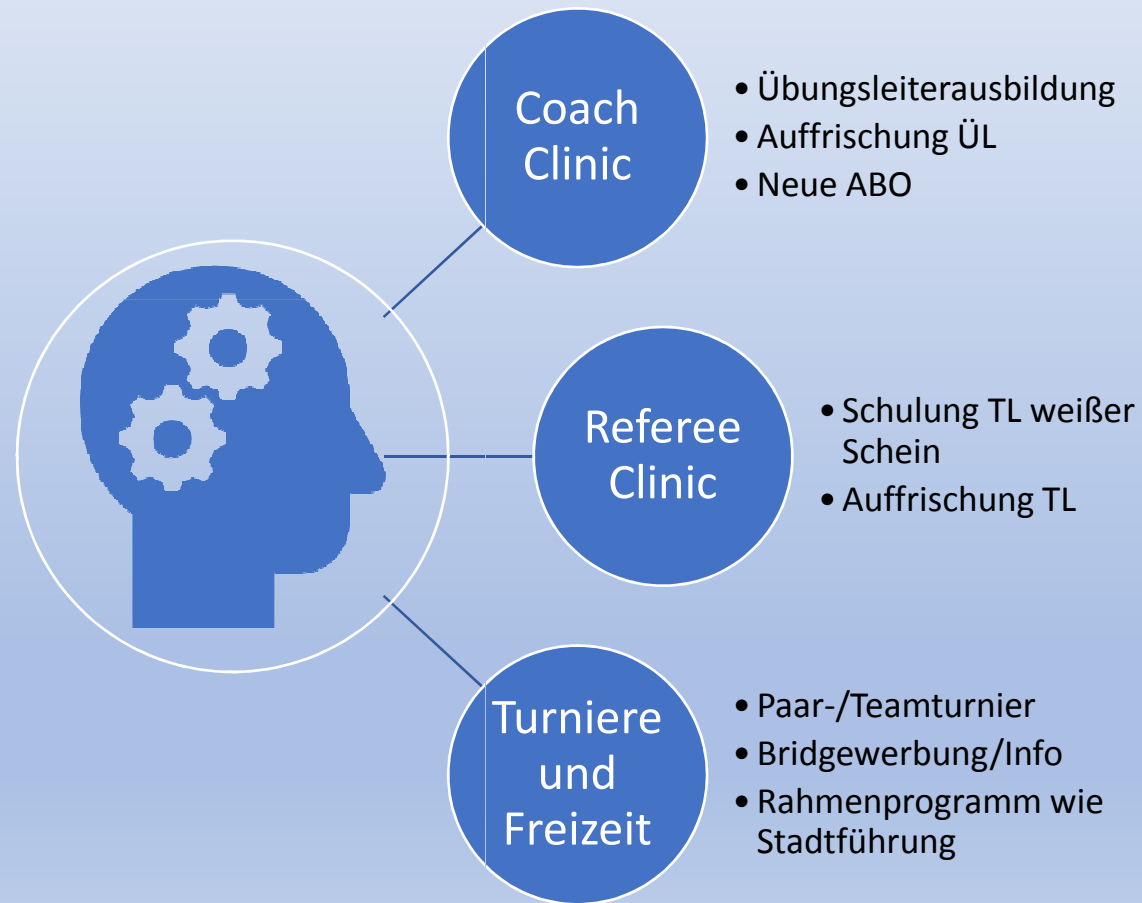 Coach
Clinic
• Übungsleiterausbildung
• Auffrischung ÜL
• Neue ABO
Referee
Clinic
• Schulung TL weißer
Schein
• Auffrischung TL
Turniere
und
Freizeit
• Paar-/Teamturnier
• Bridgewerbung/Info
• Rahmenprogramm wie
Stadtführung